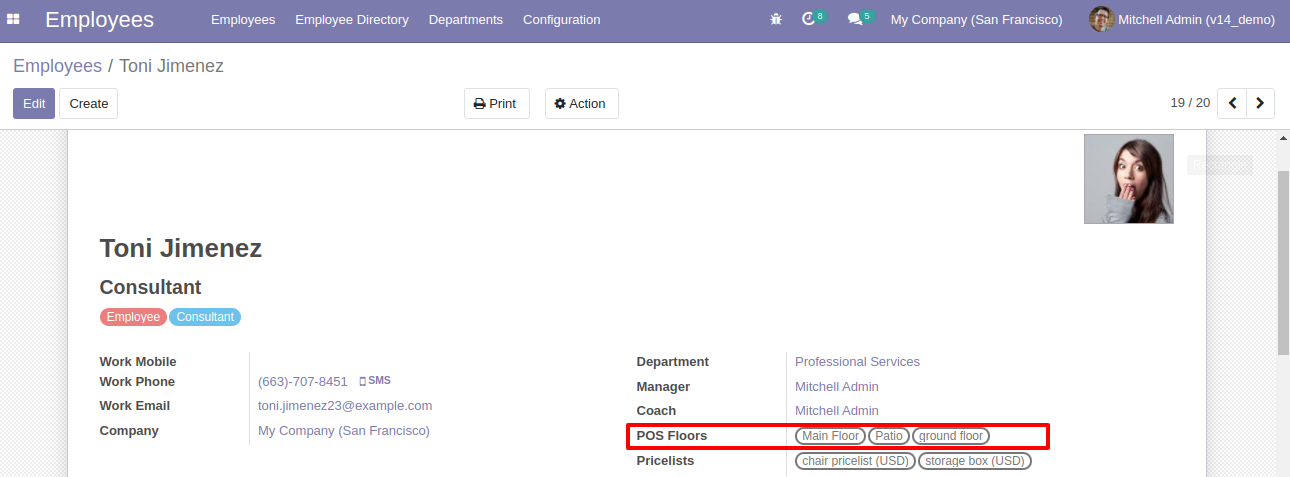 Employees Employees Employee Directory Departments Configuration 8 5 My Company (San Francisco) Mitchell Admin (v14_demo)
Employees / Toni Jimenez
Edit Create Print Action 19 / 20
Toni Jimenez
Consultant
Employee Consultant
Work Mobile
Work Phone (663)-707-8451 SMS
Work Email toni.jimenez23@example.com
Company My Company (San Francisco)
Department Professional Services
Manager Mitchell Admin
Coach Mitchell Admin
POS Floors Main Floor Patio ground floor
Pricelists chair pricelist (USD) storage box (USD)